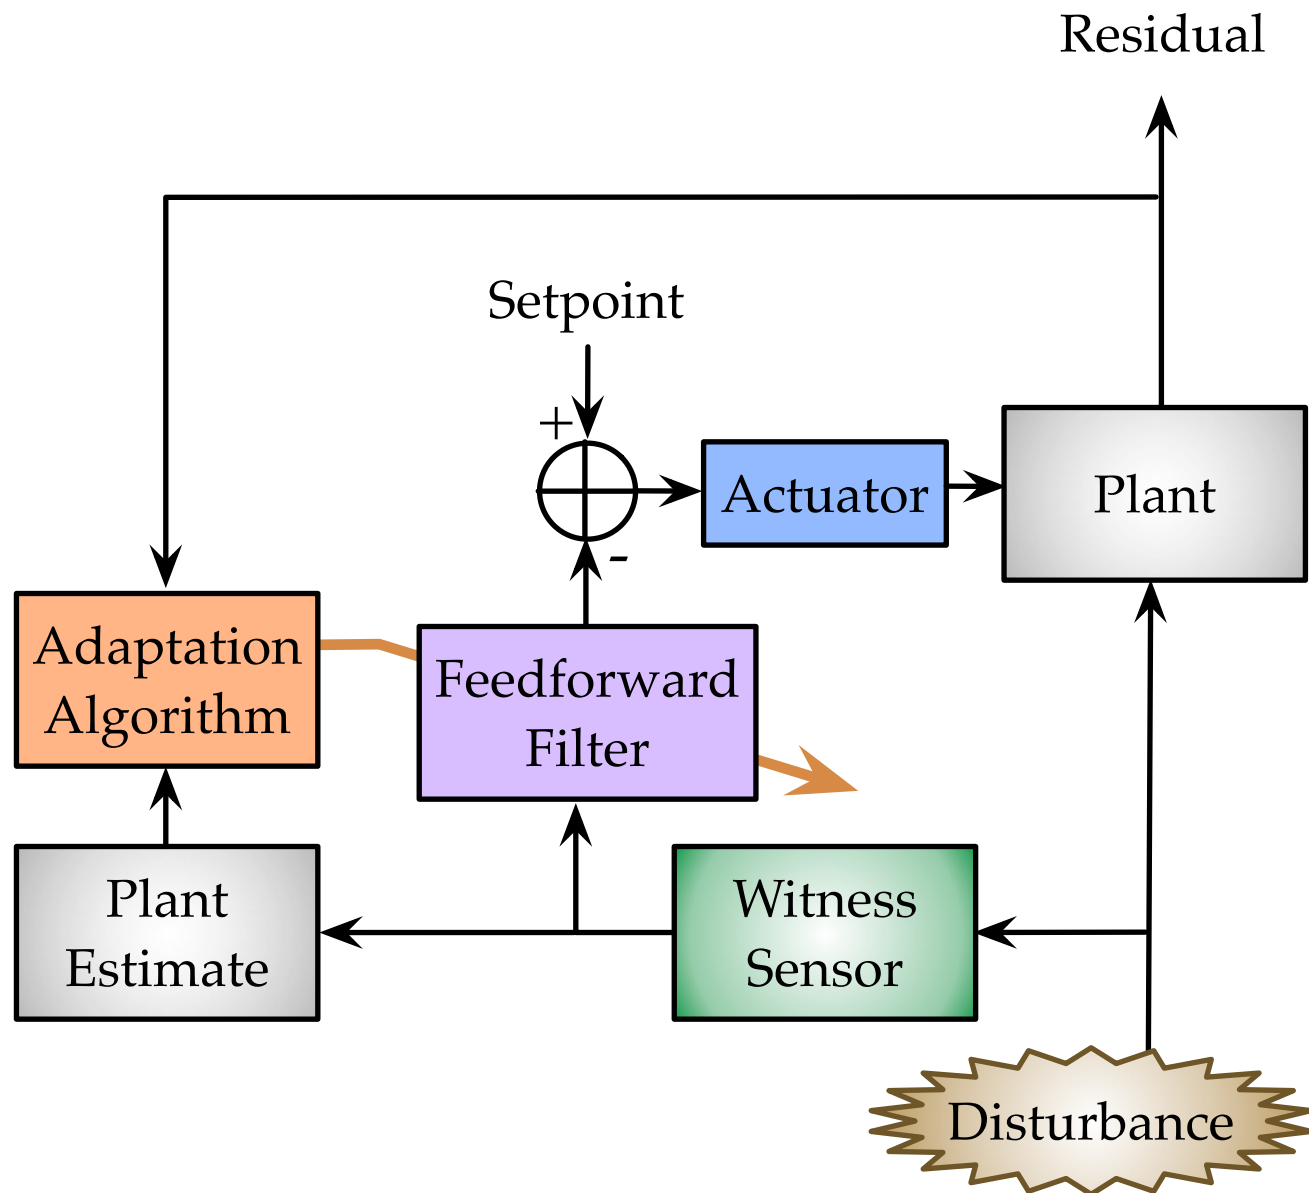 Residual
Setpoint
+
Actuator
Plant
-
Adaptation
Algorithm
Feedforward
Filter
Plant
Estimate
Witness
Sensor
Disturbance